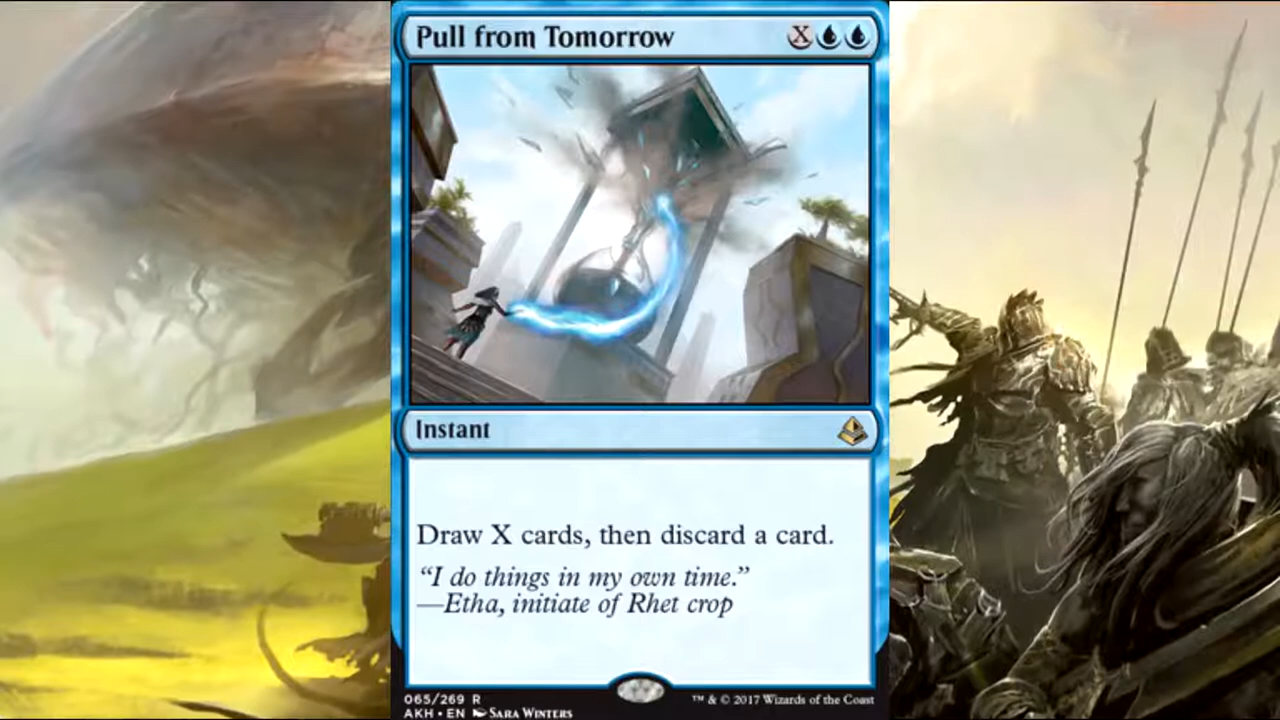 Pull from Tomorrow X
Instant
Draw X cards, then discard a card.
“I do things in my own time.”
—Etha, initiate of Rhet crop
065/269 R
™ & © 2017 Wizards of the Coast
AKH • EN Sara Winters